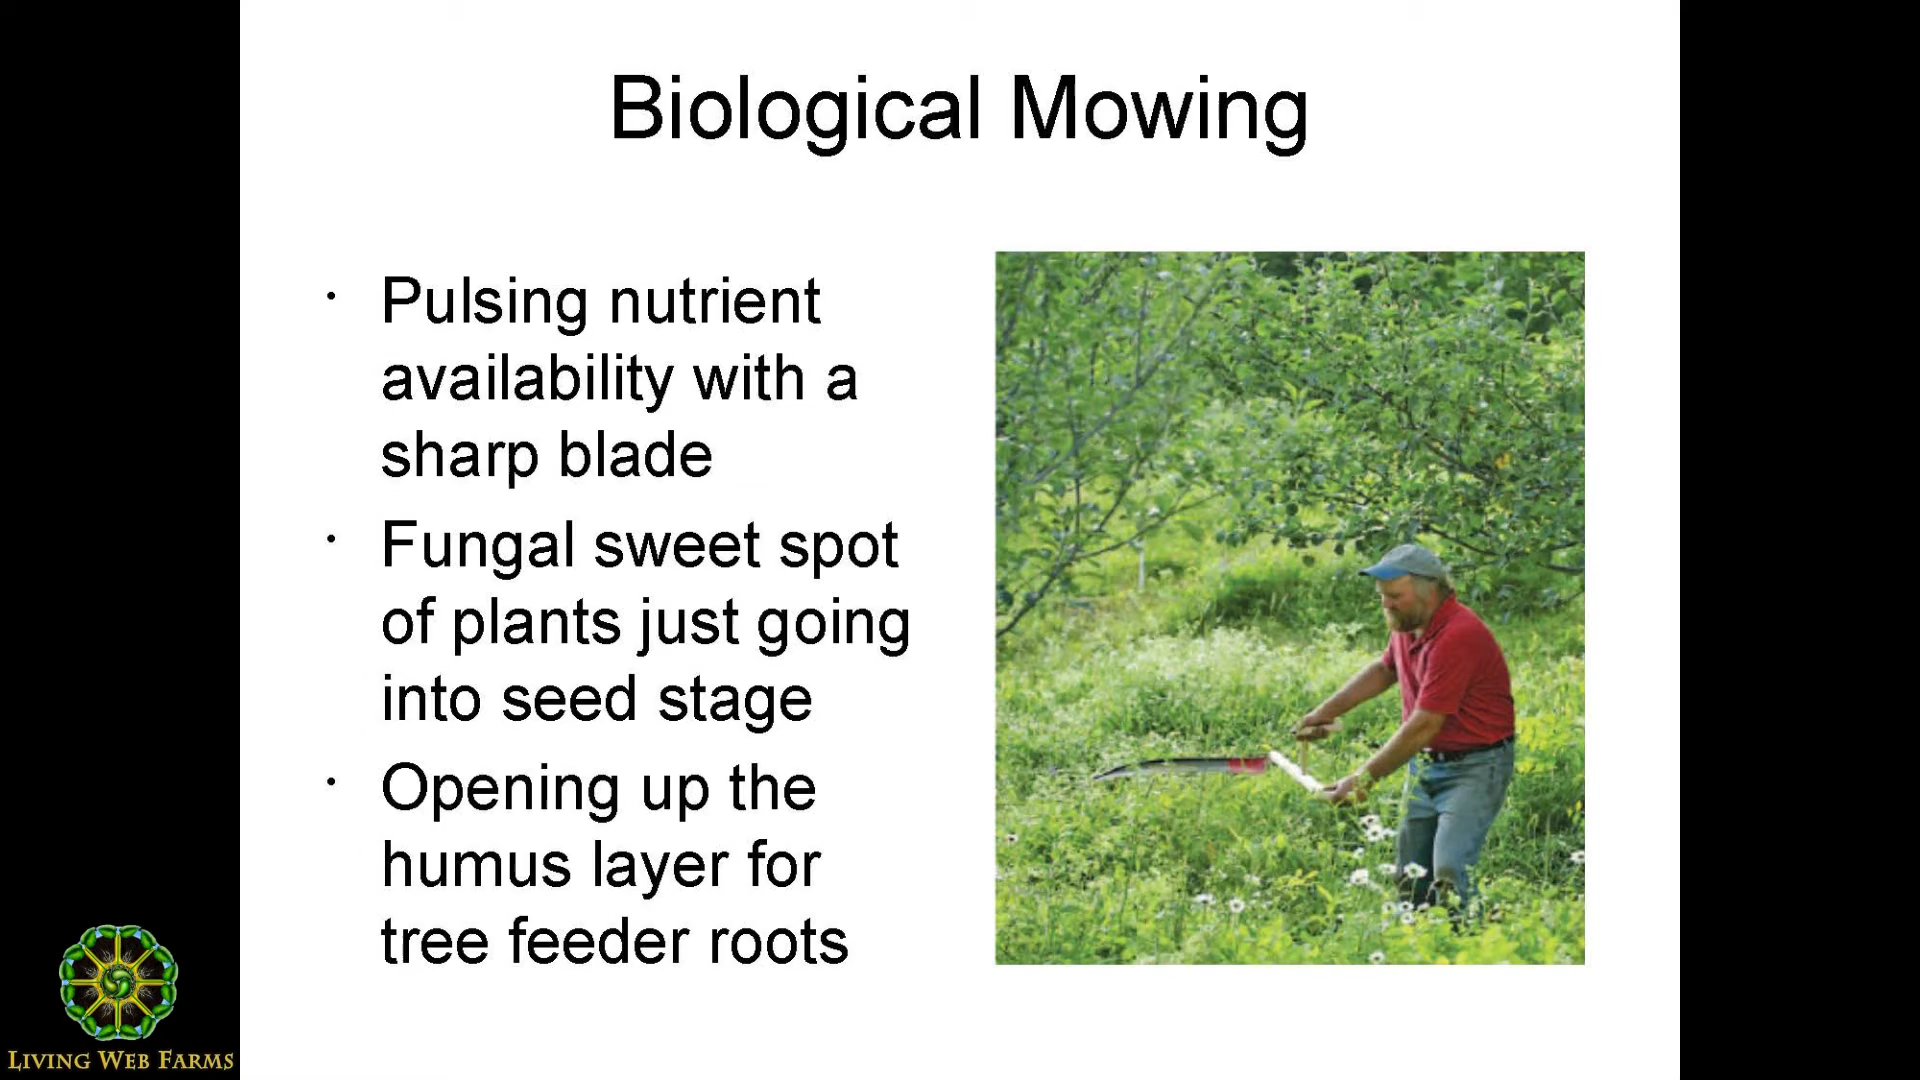 Biological Mowing
· Pulsing nutrient
availability with a
sharp blade
· Fungal sweet spot
of plants just going
into seed stage
· Opening up the
humus layer for
tree feeder roots
LIVING WEB FARMS